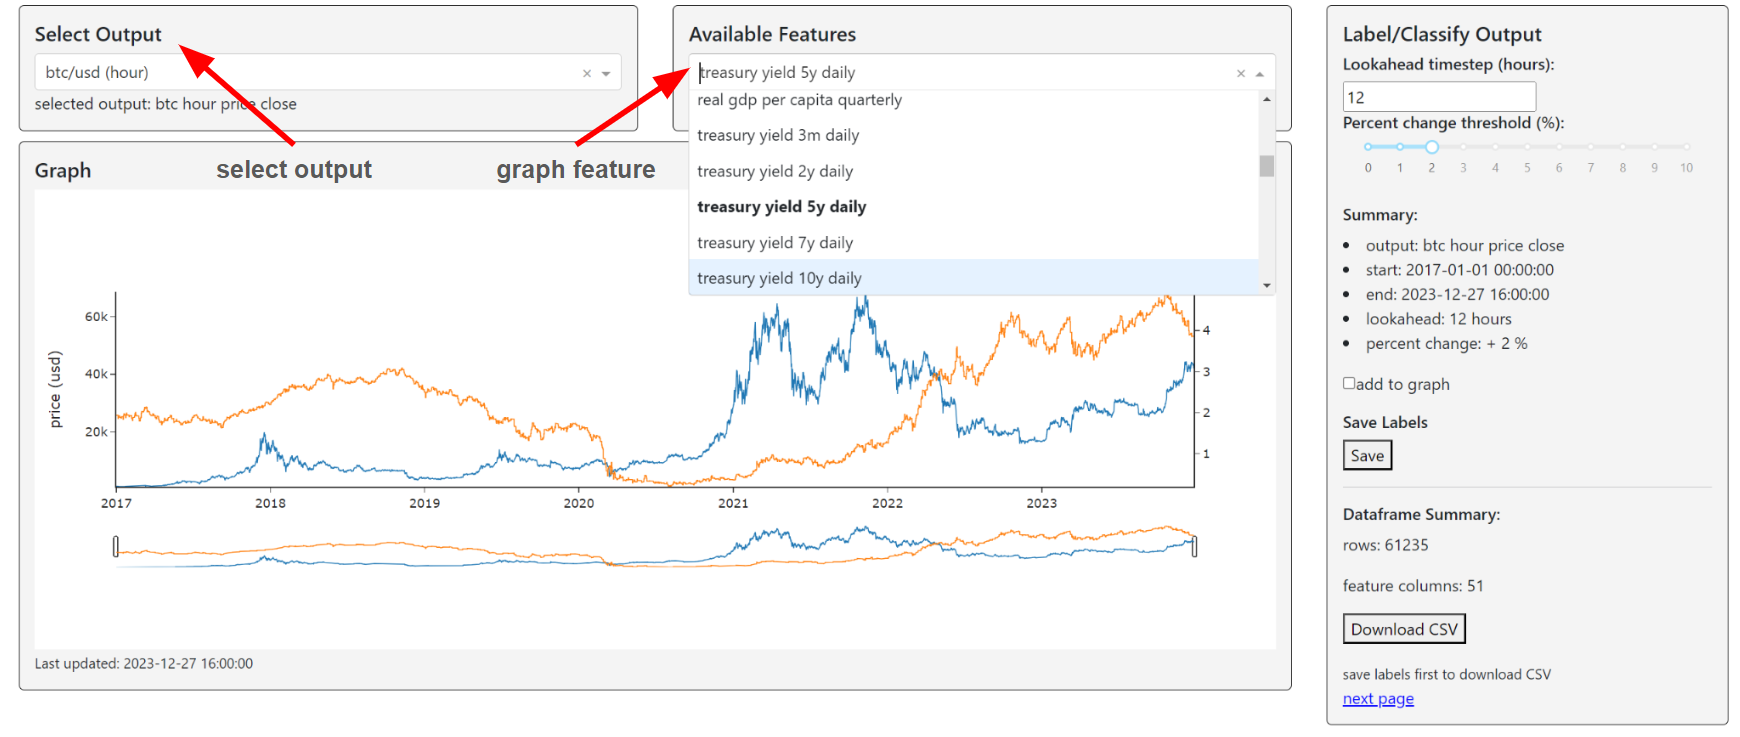 Select Output
btc/usd (hour)
selected output: btc hour price close
select output
Available Features
treasury yield 5y daily
real gdp per capita quarterly
treasury yield 3m daily
treasury yield 2y daily
treasury yield 5y daily
treasury yield 7y daily
treasury yield 10y daily
graph feature
Graph
price (usd)
60k
40k
20k
4
3
2
1
2017 2018 2019 2020 2021 2022 2023
Last updated: 2023-12-27 16:00:00
Label/Classify Output
Lookahead timestep (hours):
12
Percent change threshold (%):
0 1 2 3 4 5 6 7 8 9 10
Summary:
output: btc hour price close
start: 2017-01-01 00:00:00
end: 2023-12-27 16:00:00
lookahead: 12 hours
percent change: + 2 %
add to graph
Save Labels
Save
Dataframe Summary:
rows: 61235
feature columns: 51
Download CSV
save labels first to download CSV
next page